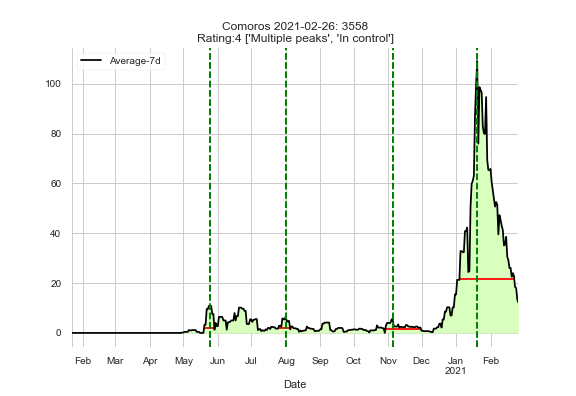 Comoros 2021-02-26: 3558
Rating:4 ['Multiple peaks', 'In control']
Average-7d
100
80
60
40
20
0
Feb Mar Apr May Jun Jul Aug Sep Oct Nov Dec Jan Feb
2021
Date